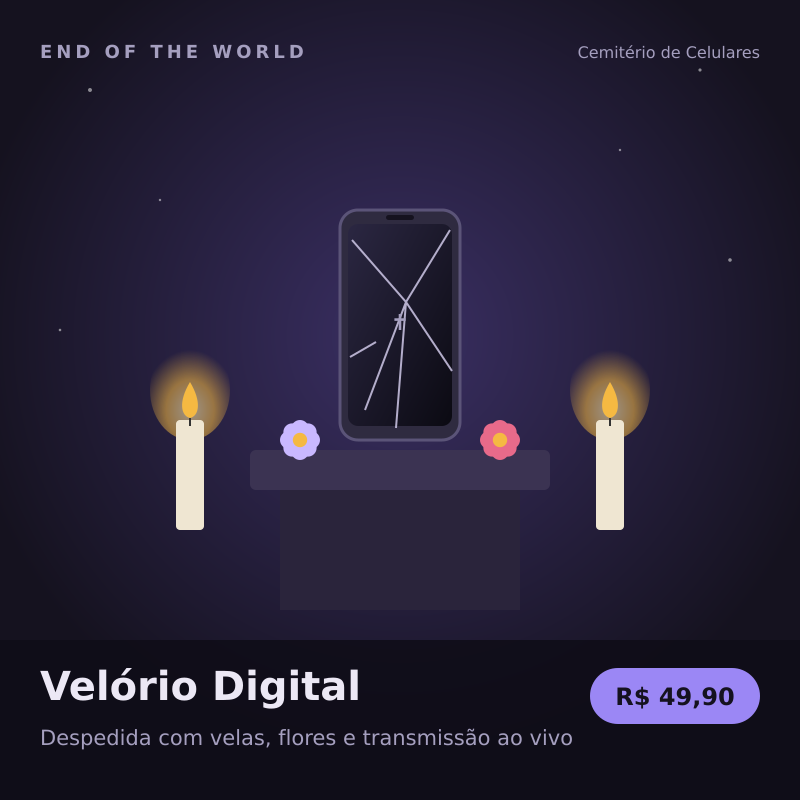 END OF THE WORLD
Cemitério de Celulares
✝
Velório Digital
R$ 49,90
Despedida com velas, flores e transmissão ao vivo